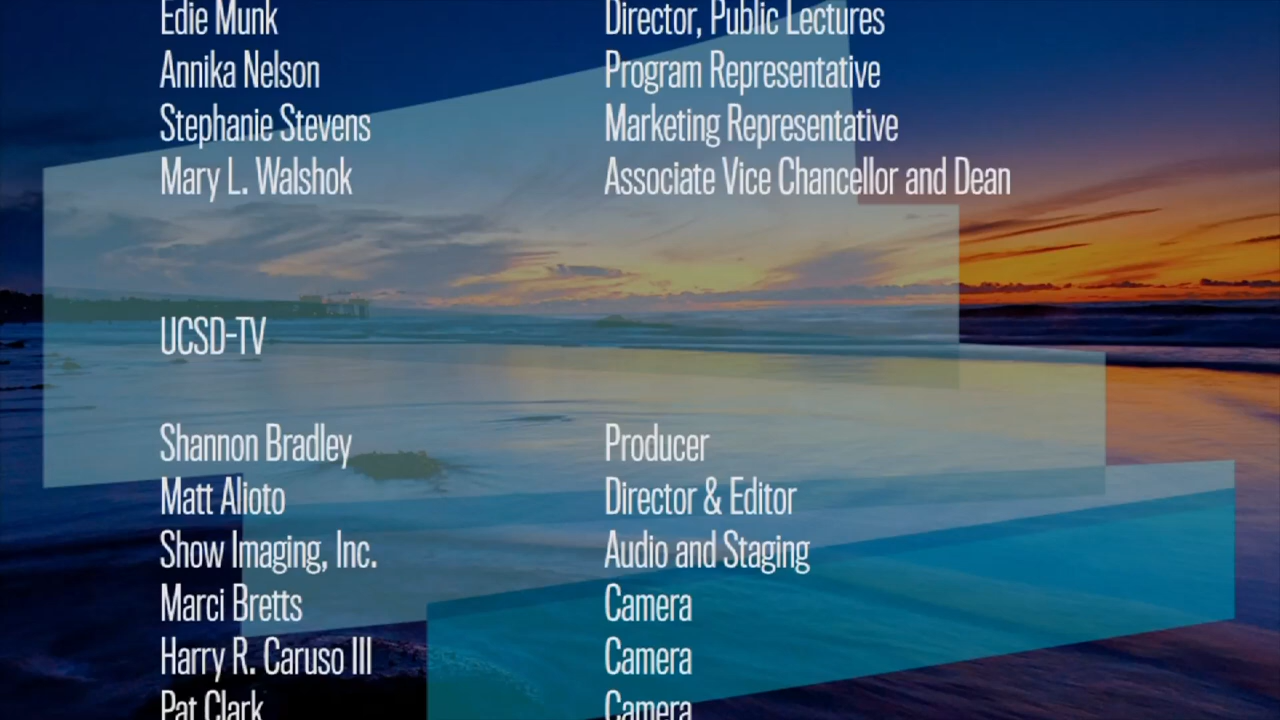 Edie Munk Director, Public Lectures
Annika Nelson Program Representative
Stephanie Stevens Marketing Representative
Mary L. Walshok Associate Vice Chancellor and Dean
UCSD-TV
Shannon Bradley Producer
Matt Alioto Director & Editor
Show Imaging, Inc. Audio and Staging
Marci Bretts Camera
Harry R. Caruso III Camera
Pat Clark Camera